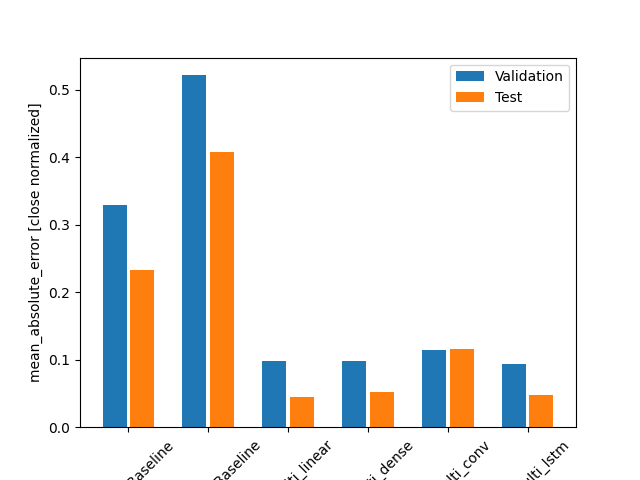 Validation
Test
mean_absolute_error [close normalized]
0.5
0.4
0.3
0.2
0.1
0.0
Baseline
Baseline
lti_linear
ti_dense
lti_conv
lti_lstm